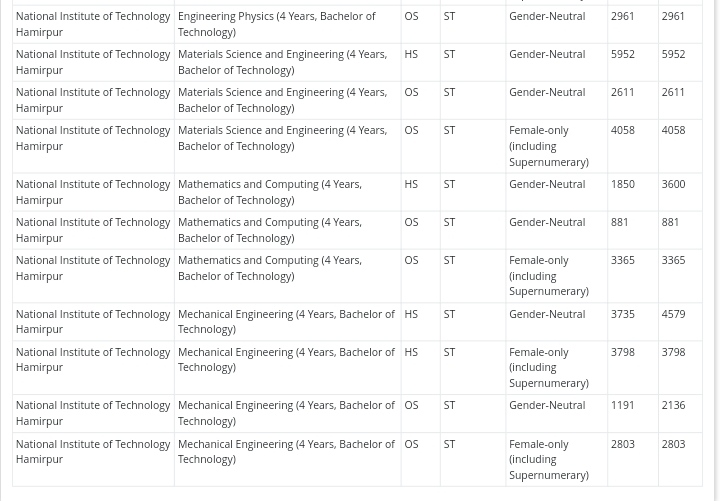 National Institute of Technology Engineering Physics (4 Years, Bachelor of OS ST Gender-Neutral 2961 2961
Hamirpur Technology)
National Institute of Technology Materials Science and Engineering (4 Years, HS ST Gender-Neutral 5952 5952
Hamirpur Bachelor of Technology)
National Institute of Technology Materials Science and Engineering (4 Years, OS ST Gender-Neutral 2611 2611
Hamirpur Bachelor of Technology)
National Institute of Technology Materials Science and Engineering (4 Years, OS ST Female-only 4058 4058
Hamirpur Bachelor of Technology) (including
Supernumerary)
National Institute of Technology Mathematics and Computing (4 Years, HS ST Gender-Neutral 1850 3600
Hamirpur Bachelor of Technology)
National Institute of Technology Mathematics and Computing (4 Years, OS ST Gender-Neutral 881 881
Hamirpur Bachelor of Technology)
National Institute of Technology Mathematics and Computing (4 Years, OS ST Female-only 3365 3365
Hamirpur Bachelor of Technology) (including
Supernumerary)
National Institute of Technology Mechanical Engineering (4 Years, Bachelor of HS ST Gender-Neutral 3735 4579
Hamirpur Technology)
National Institute of Technology Mechanical Engineering (4 Years, Bachelor of HS ST Female-only 3798 3798
Hamirpur Technology) (including
Supernumerary)
National Institute of Technology Mechanical Engineering (4 Years, Bachelor of OS ST Gender-Neutral 1191 2136
Hamirpur Technology)
National Institute of Technology Mechanical Engineering (4 Years, Bachelor of OS ST Female-only 2803 2803
Hamirpur Technology) (including
Supernumerary)